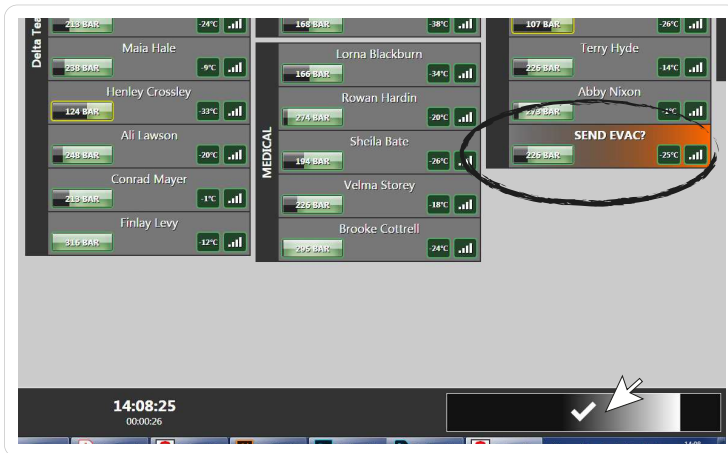 Delta Tea
213 BAR
-24°C
Maia Hale
238 BAR
-9°C
Henley Crossley
124 BAR
-33°C
Ali Lawson
248 BAR
-20°C
Conrad Mayer
213 BAR
-1°C
Finlay Levy
316 BAR
-12°C
168 BAR
-38°C
MEDICAL
Lorna Blackburn
166 BAR
-34°C
Rowan Hardin
274 BAR
-20°C
Sheila Bate
194 BAR
-26°C
Velma Storey
226 BAR
-18°C
Brooke Cottrell
296 BAR
-24°C
107 BAR
-26°C
Terry Hyde
226 BAR
-14°C
Abby Nixon
BAR
SEND EVAC?
226 BAR
-25°C
14:08:25
00:00:26